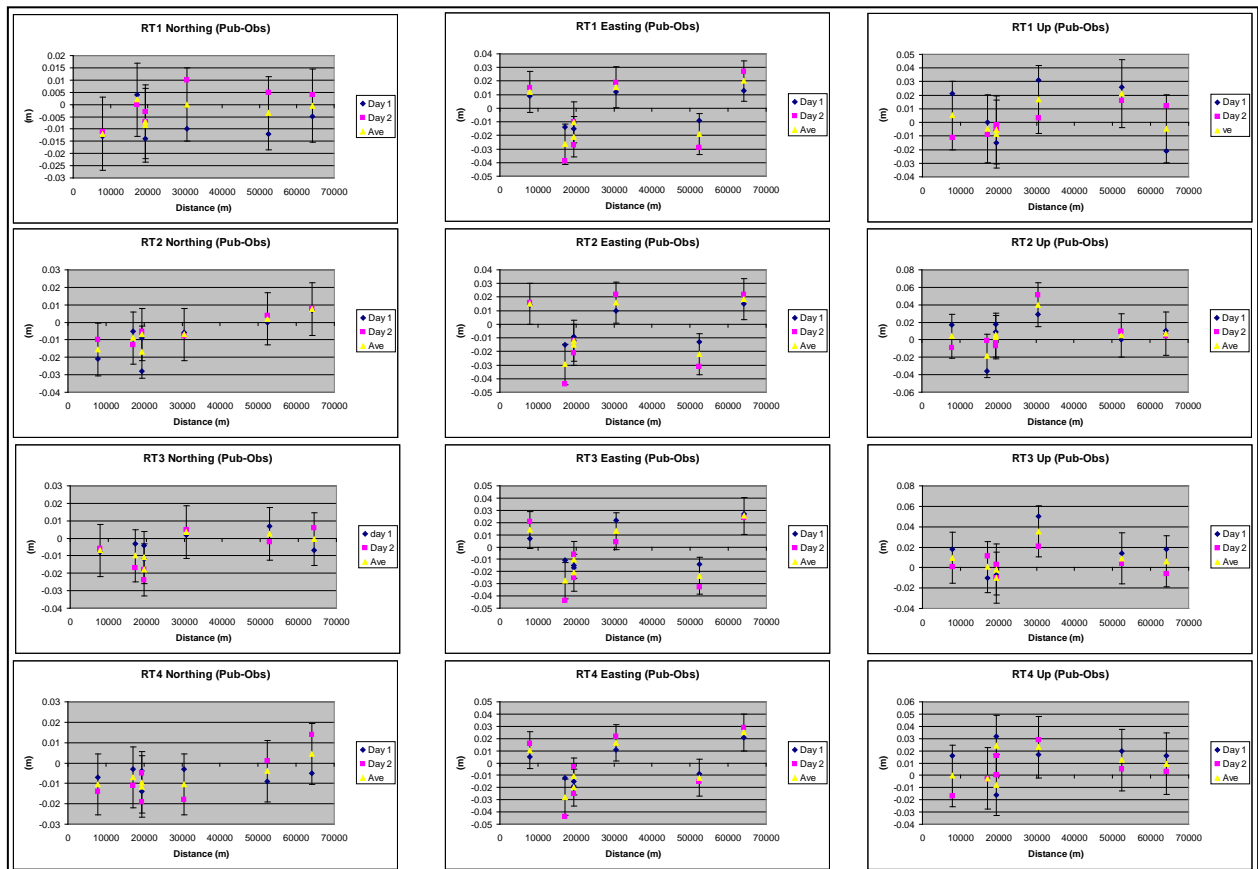 RT1 Northing (Pub-Obs)
0.02
0.015
0.01
0.005
0
-0.005
-0.01
-0.015
-0.02
-0.025
-0.03
0 10000 20000 30000 40000 50000 60000 70000
Distance (m)
(m)
Day 1
Day 2
Ave
RT1 Easting (Pub-Obs)
0.04
0.03
0.02
0.01
0
-0.01
-0.02
-0.03
-0.04
-0.05
0 10000 20000 30000 40000 50000 60000 70000
Distance (m)
(m)
Day 1
Day 2
Ave
RT1 Up (Pub-Obs)
0.05
0.04
0.03
0.02
0.01
0
-0.01
-0.02
-0.03
-0.04
0 10000 20000 30000 40000 50000 60000 70000
Distance (m)
(m)
Day 1
Day 2
ve
RT2 Northing (Pub-Obs)
0.03
0.02
0.01
0
-0.01
-0.02
-0.03
-0.04
0 10000 20000 30000 40000 50000 60000 70000
Distance (m)
(m)
Day 1
Day 2
Ave
RT2 Easting (Pub-Obs)
0.04
0.03
0.02
0.01
0
-0.01
-0.02
-0.03
-0.04
-0.05
0 10000 20000 30000 40000 50000 60000 70000
Distance (m)
(m)
Day 1
Day 2
Ave
RT2 Up (Pub-Obs)
0.08
0.06
0.04
0.02
0
-0.02
-0.04
-0.06
0 10000 20000 30000 40000 50000 60000 70000
Distance (m)
(m)
Day 1
Day 2
Ave
RT3 Northing (Pub-Obs)
0.03
0.02
0.01
0
-0.01
-0.02
-0.03
-0.04
0 10000 20000 30000 40000 50000 60000 70000
Distance (m)
(m)
day 1
Day 2
Ave
RT3 Easting (Pub-Obs)
0.05
0.04
0.03
0.02
0.01
0
-0.01
-0.02
-0.03
-0.04
-0.05
0 10000 20000 30000 40000 50000 60000 70000
Distance (m)
(m)
Day 1
Day 2
Ave
RT3 Up (Pub-Obs)
0.08
0.06
0.04
0.02
0
-0.02
-0.04
0 10000 20000 30000 40000 50000 60000 70000
Distance (m)
(m)
Day 1
Day 2
Ave
RT4 Northing (Pub-Obs)
0.03
0.02
0.01
0
-0.01
-0.02
-0.03
-0.04
0 10000 20000 30000 40000 50000 60000 70000
Distance (m)
(m)
Day 1
Day 2
Ave
RT4 Easting (Pub-Obs)
0.05
0.04
0.03
0.02
0.01
0
-0.01
-0.02
-0.03
-0.04
-0.05
0 10000 20000 30000 40000 50000 60000 70000
Distance (m)
(m)
Day 1
Day 2
Ave
RT4 Up (Pub-Obs)
0.06
0.05
0.04
0.03
0.02
0.01
0
-0.01
-0.02
-0.03
-0.04
0 10000 20000 30000 40000 50000 60000 70000
Distance (m)
(m)
Day 1
Day 2
Ave